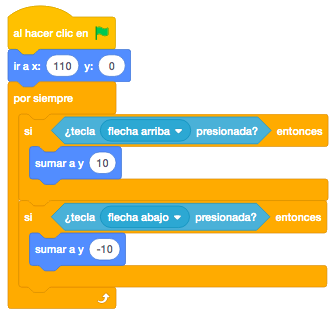 al hacer clic en
ir a x: 110 y: 0
por siempre
si ¿tecla flecha arriba presionada? entonces
sumar a y 10
si ¿tecla flecha abajo presionada? entonces
sumar a y -10